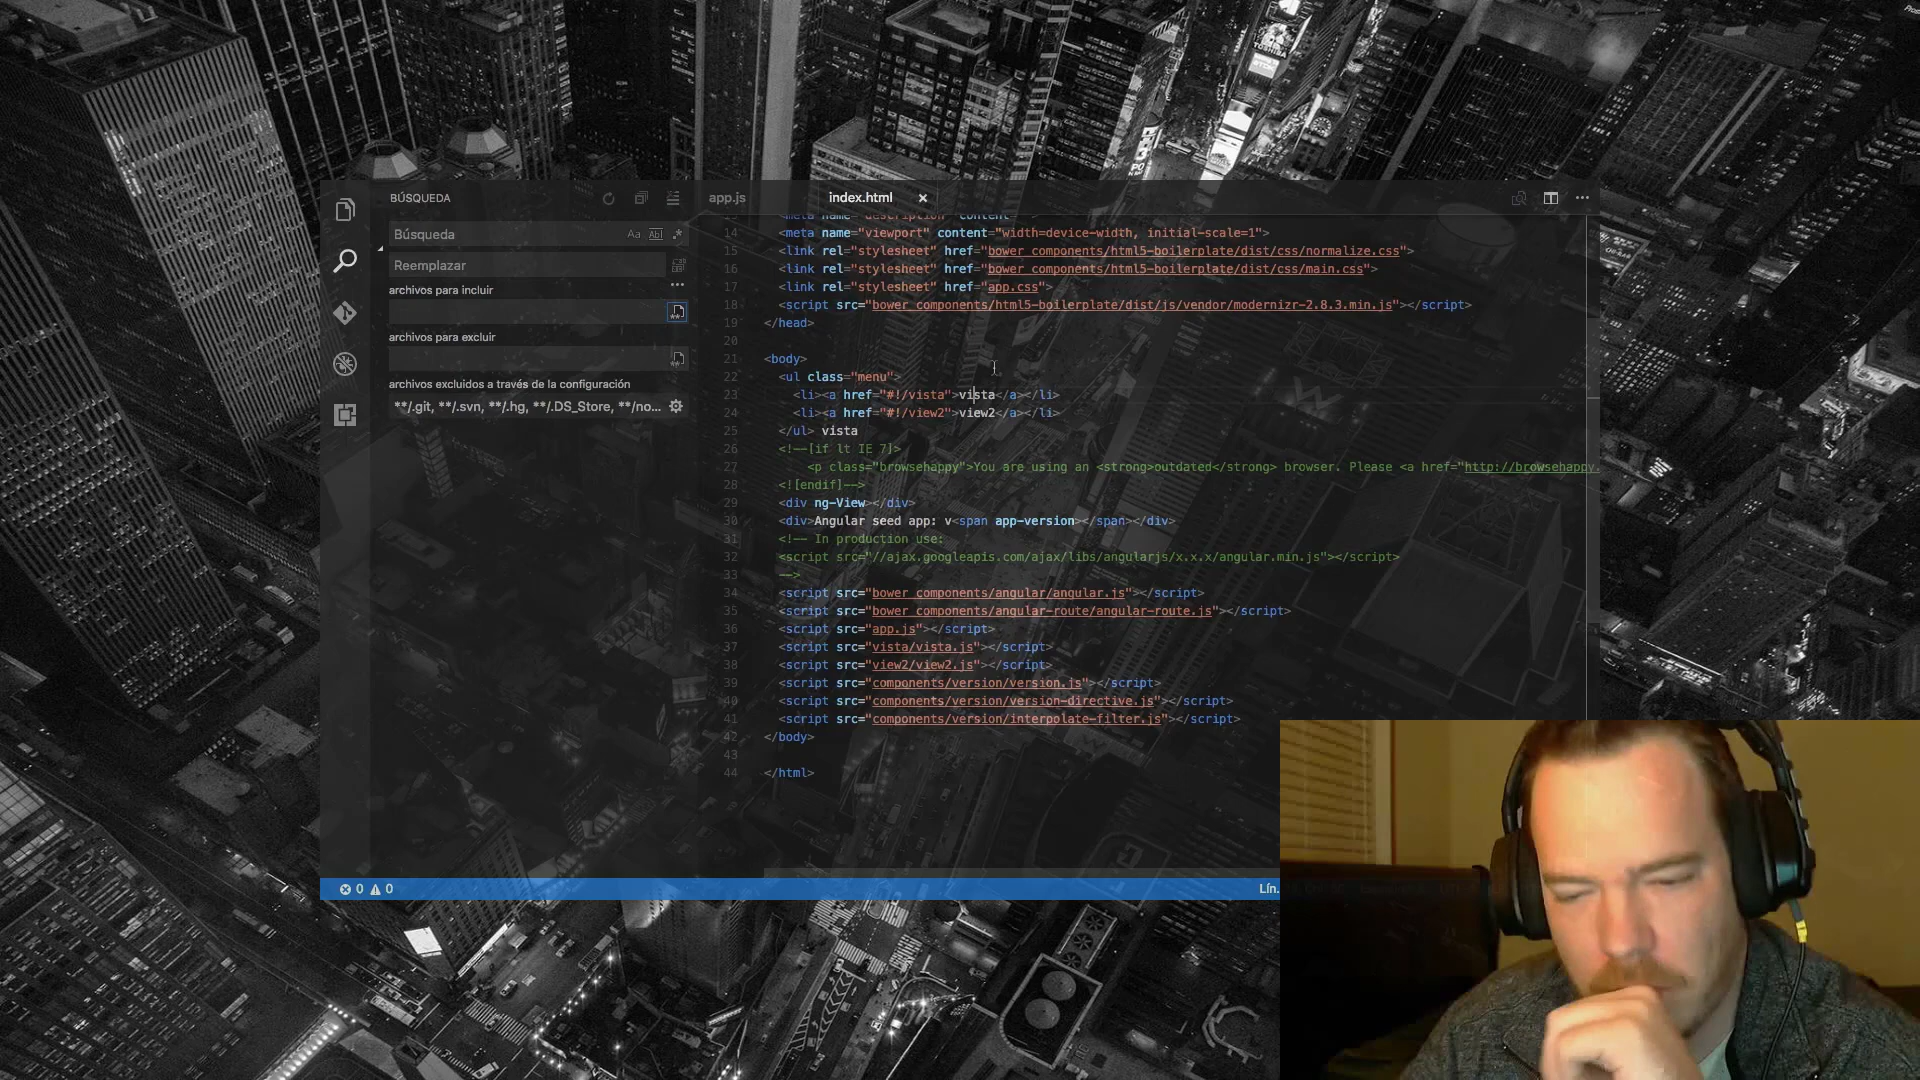 BÚSQUEDA
Búsqueda
Aa Abl .*
Reemplazar
archivos para incluir
archivos para excluir
archivos excluidos a través de la configuración
**/.git, **/.svn, **/.hg, **/.DS_Store, **/no...
app.js index.html
13 <meta name="description" content=""
14 <meta name="viewport" content="width=device-width, initial-scale=1">
15 <link rel="stylesheet" href="bower_components/html5-boilerplate/dist/css/normalize.css">
16 <link rel="stylesheet" href="bower_components/html5-boilerplate/dist/css/main.css">
17 <link rel="stylesheet" href="app.css">
18 <script src="bower_components/html5-boilerplate/dist/js/vendor/modernizr-2.8.3.min.js"></script>
19 </head>
20
21 <body>
22 <ul class="menu">
23 <li><a href="#!/vista">vista</a></li>
24 <li><a href="#!/view2">view2</a></li>
25 </ul> vista
26 <!--[if lt IE 7]>
27 <p class="browsehappy">You are using an <strong>outdated</strong> browser. Please <a href="http://browsehappy.
28 <![endif]-->
29 <div ng-View></div>
30 <div>Angular seed app: v<span app-version></span></div>
31 <!-- In production use:
32 <script src="//ajax.googleapis.com/ajax/libs/angularjs/x.x.x/angular.min.js"></script>
33 -->
34 <script src="bower_components/angular/angular.js"></script>
35 <script src="bower_components/angular-route/angular-route.js"></script>
36 <script src="app.js"></script>
37 <script src="vista/vista.js"></script>
38 <script src="view2/view2.js"></script>
39 <script src="components/version/version.js"></script>
40 <script src="components/version/version-directive.js"></script>
41 <script src="components/version/interpolate-filter.js"></script>
42 </body>
43
44 </html>
0 0
Lín.
TOSHIBA